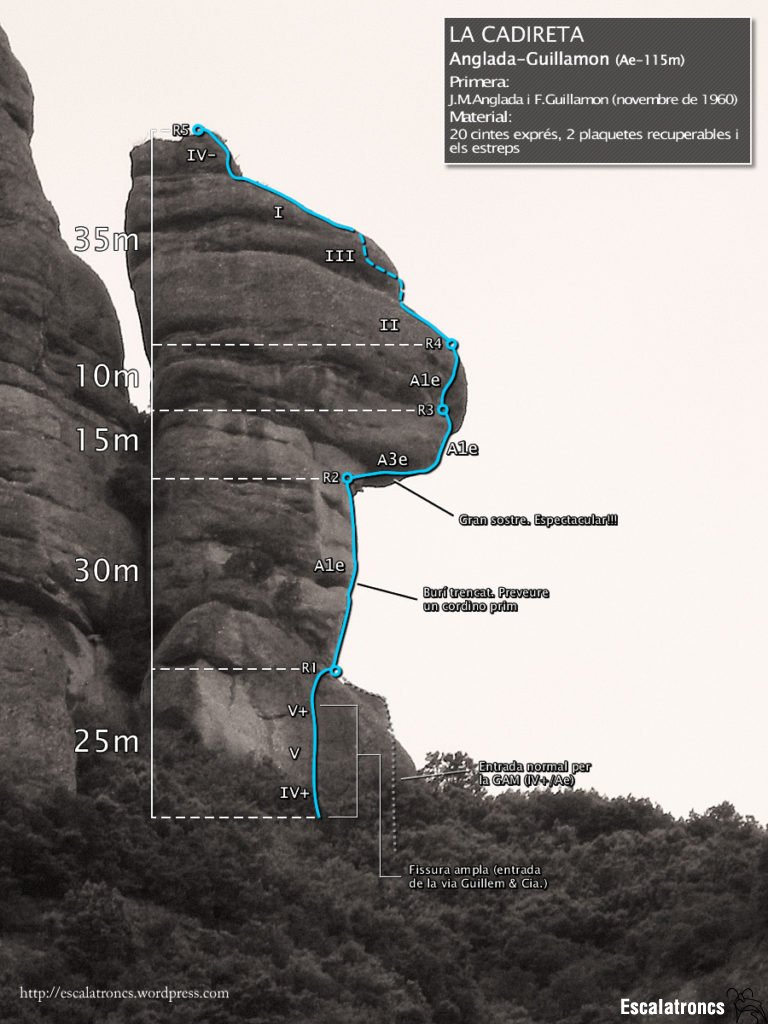 LA CADIRETA
Anglada-Guillamon (Ae-115m)
Primera:
J.M.Anglada i F.Guillamon (novembre de 1960)
Material:
20 cintes exprés, 2 plaquetes recuperables i
els estreps
R5
IV-
I
35m
III
II
R4
10m
A1e
R3
15m
A1e
A3e
R2
Gran sostre. Espectacular!!!
30m
A1e
Burí trencat. Preveure
un cordino prim
R1
V+
25m
V
Entrada normal per
la GAM (IV+/Ae)
IV+
Fissura ampla (entrada
de la via Guillem & Cia.)
http://escalatroncs.wordpress.com
Escalatroncs